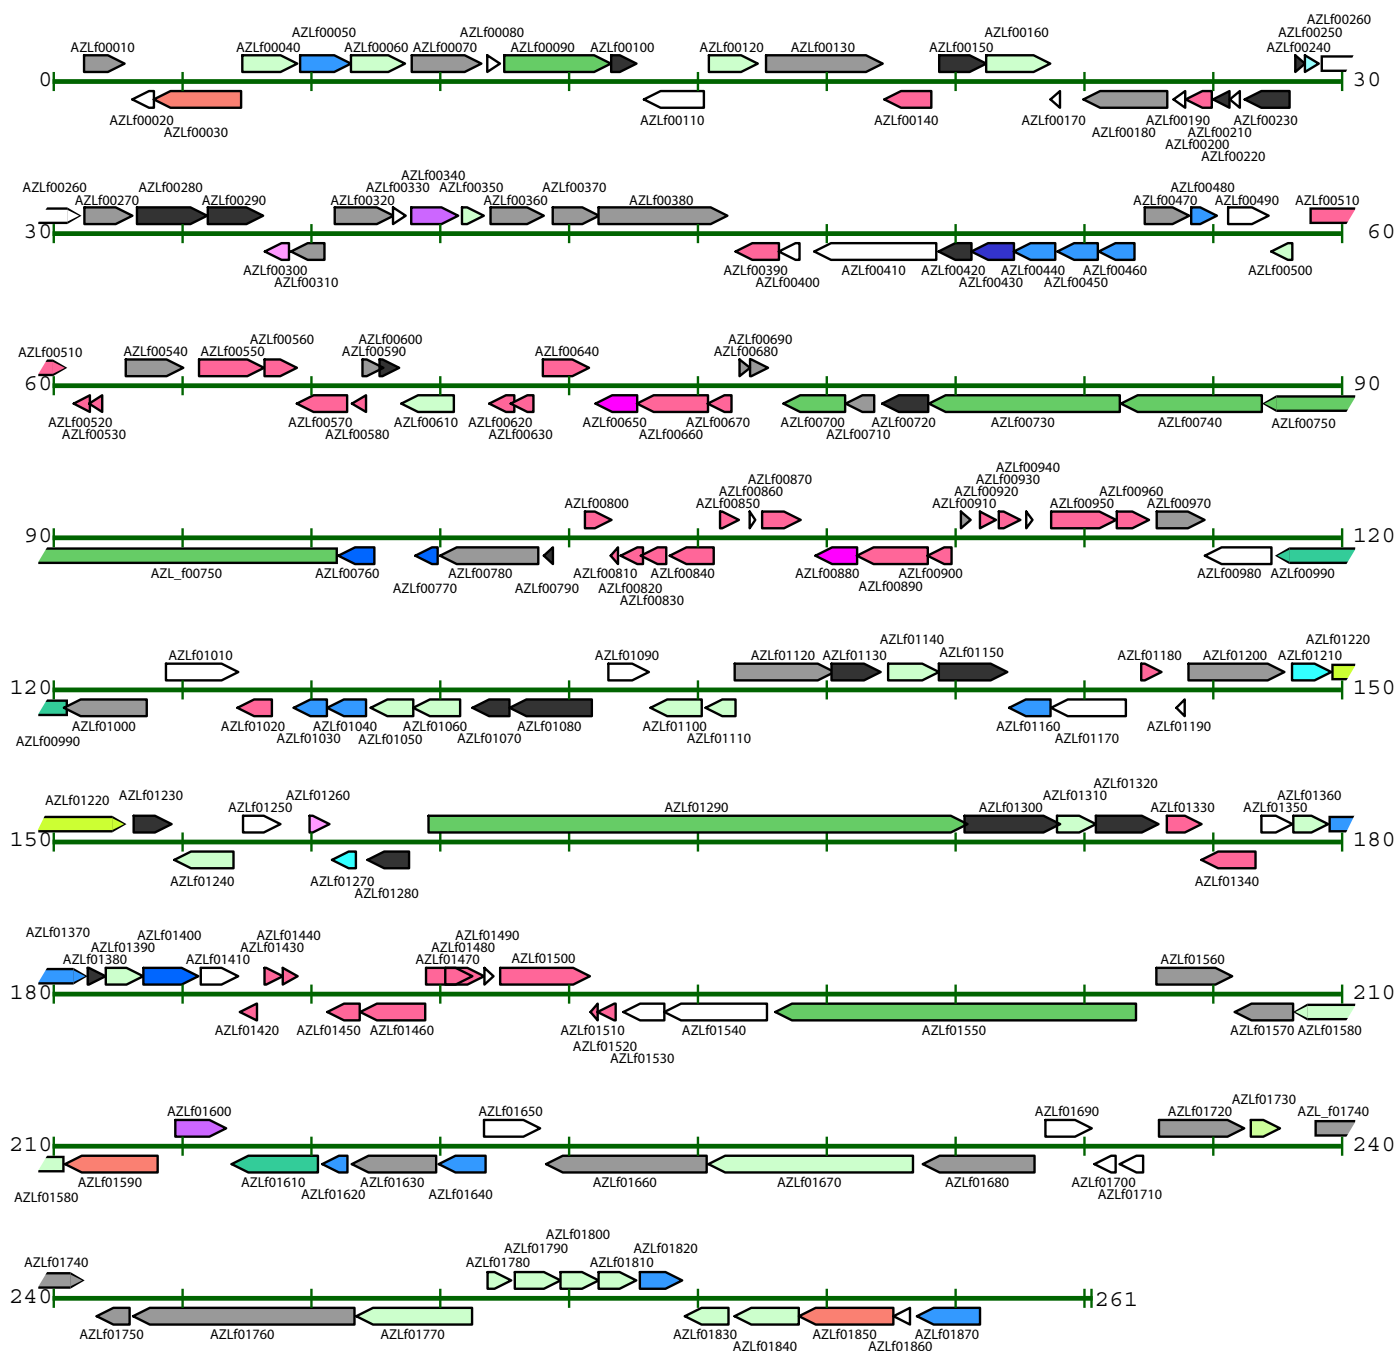 AZLf00260
AZLf00050 AZLf00080 AZLf00160 AZLf00250
AZLf00010 AZLf00040 AZLf00060 AZLf00070 AZLf00090 AZLf00100 AZLf00120 AZLf00130 AZLf00150 AZLf00240
0 30
AZLf00020 AZLf00110 AZLf00140 AZLf00170 AZLf00190 AZLf00230
AZLf00030 AZLf00180 AZLf00210
AZLf00200
AZLf00220
AZLf00340
AZLf00260 AZLf00280 AZLf00290 AZLf00330 AZLf00350 AZLf00370 AZLf00480
AZLf00270 AZLf00320 AZLf00360 AZLf00380 AZLf00470 AZLf00490 AZLf00510
30 60
AZLf00300 AZLf00390 AZLf00410 AZLf00420 AZLf00440 AZLf00460 AZLf00500
AZLf00310 AZLf00400 AZLf00430 AZLf00450
AZLf00560 AZLf00600 AZLf00690
AZLf00510 AZLf00540 AZLf00550 AZLf00590 AZLf00640 AZLf00680
60 90
AZLf00520 AZLf00570 AZLf00610 AZLf00620 AZLf00650 AZLf00670 AZLf00700 AZLf00720 AZLf00730 AZLf00740 AZLf00750
AZLf00530 AZLf00580 AZLf00630 AZLf00660 AZLf00710
AZLf00940
AZLf00870 AZLf00930
AZLf00860 AZLf00920 AZLf00960
AZLf00800 AZLf00850 AZLf00910 AZLf00950 AZLf00970
90 120
AZL_f00750 AZLf00760 AZLf00780 AZLf00810 AZLf00840 AZLf00880 AZLf00900 AZLf00980 AZLf00990
AZLf00770 AZLf00790 AZLf00820 AZLf00890
AZLf00830
AZLf01140 AZLf01220
AZLf01010 AZLf01090 AZLf01120 AZLf01130 AZLf01150 AZLf01180 AZLf01200 AZLf01210
120 150
AZLf01000 AZLf01020 AZLf01040 AZLf01060 AZLf01080 AZLf01100 AZLf01160 AZLf01190
AZLf00990 AZLf01030 AZLf01050 AZLf01070 AZLf01110 AZLf01170
AZLf01320
AZLf01220 AZLf01230 AZLf01260 AZLf01310 AZLf01360
AZLf01250 AZLf01290 AZLf01300 AZLf01330 AZLf01350
150 180
AZLf01240 AZLf01270 AZLf01340
AZLf01280
AZLf01370 AZLf01400 AZLf01440 AZLf01490
AZLf01390 AZLf01430 AZLf01480
AZLf01380 AZLf01410 AZLf01470 AZLf01500 AZLf01560
180 210
AZLf01420 AZLf01450 AZLf01460 AZLf01510 AZLf01540 AZLf01550 AZLf01570 AZLf01580
AZLf01520
AZLf01530
AZLf01730
AZLf01600 AZLf01650 AZLf01690 AZLf01720 AZL_f01740
210 240
AZLf01590 AZLf01610 AZLf01630 AZLf01660 AZLf01670 AZLf01680 AZLf01700
AZLf01580 AZLf01620 AZLf01640 AZLf01710
AZLf01800
AZLf01790 AZLf01820
AZLf01740 AZLf01780 AZLf01810
240 261
AZLf01750 AZLf01760 AZLf01770 AZLf01830 AZLf01850 AZLf01870
AZLf01840 AZLf01860